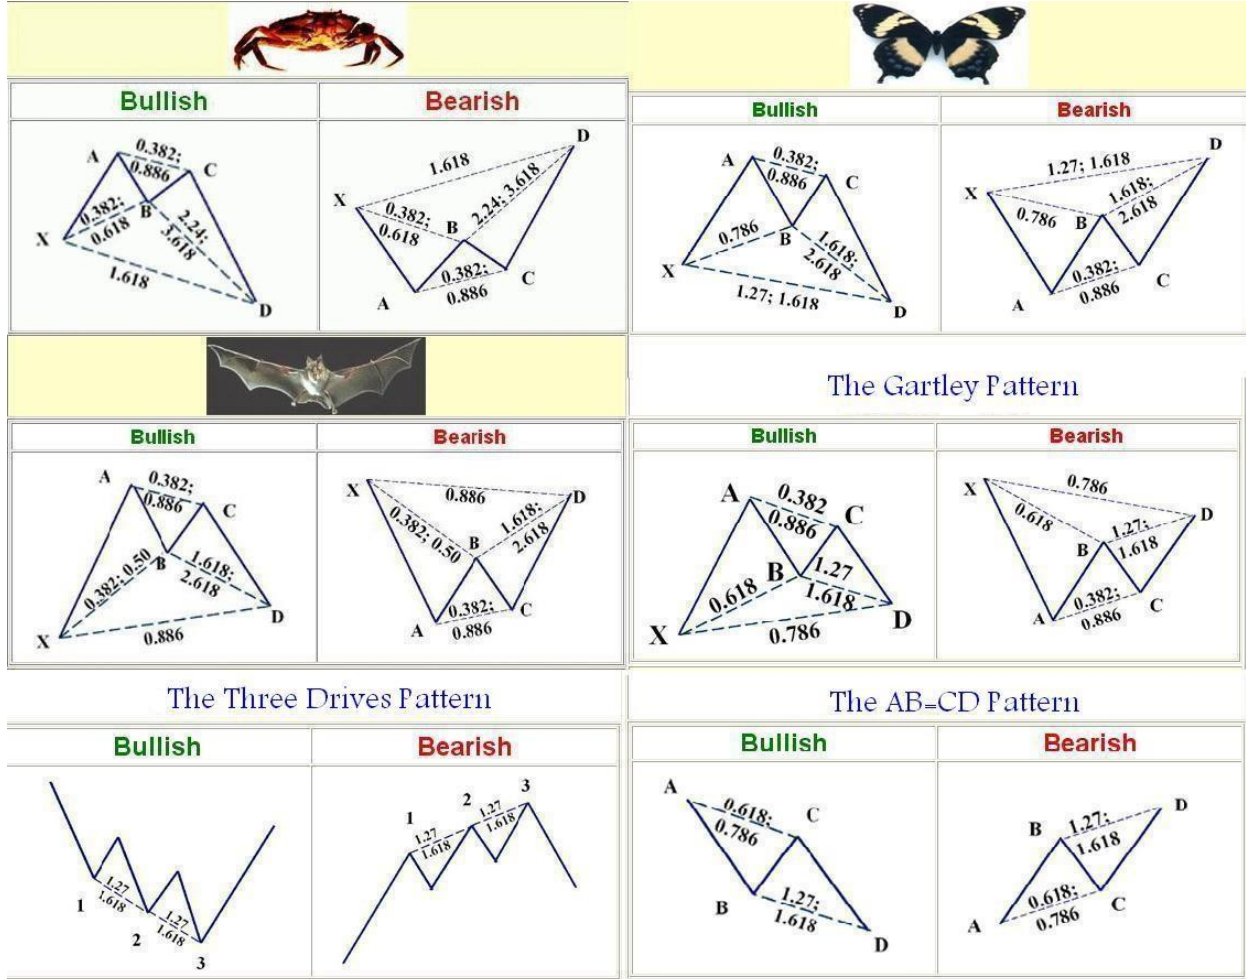 Bullish
Bearish
A
0.382;
0.886
C
0.382;
0.618
B
2.24;
3.618
X
1.618
D
D
1.618
X
0.382;
0.618
B
2.24; 3.618
0.382;
0.886
A
C
Bullish
Bearish
A
0.382;
0.886
C
0.786
B
1.618;
2.618
X
1.27; 1.618
D
D
1.27; 1.618
X
0.786
B
1.618;
2.618
0.382;
0.886
A
C
Bullish
Bearish
A
0.382;
0.886
C
0.382; 0.50
B
1.618;
2.618
X
0.886
D
X
0.886
D
0.382; 0.50
B
1.618;
2.618
A
0.382;
0.886
C
The Gartley Pattern
Bullish
Bearish
A
0.382
0.886
C
B
1.27
1.618
0.618
X
0.786
D
X
0.786
D
0.618
B
1.27;
1.618
0.382;
0.886
A
C
The Three Drives Pattern
Bullish
Bearish
1
1.27
1.618
2
1.27
1.618
3
1
1.27
1.618
2
1.27
1.618
3
The AB=CD Pattern
Bullish
Bearish
A
0.618;
0.786
C
B
1.27;
1.618
D
B
1.27;
1.618
D
A
0.618;
0.786
C